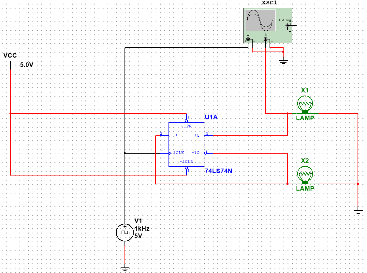 XSC1
VCC
5.0V
X1
LAMP
U1A
X2
LAMP
74LS74N
V1
1kHz
5V